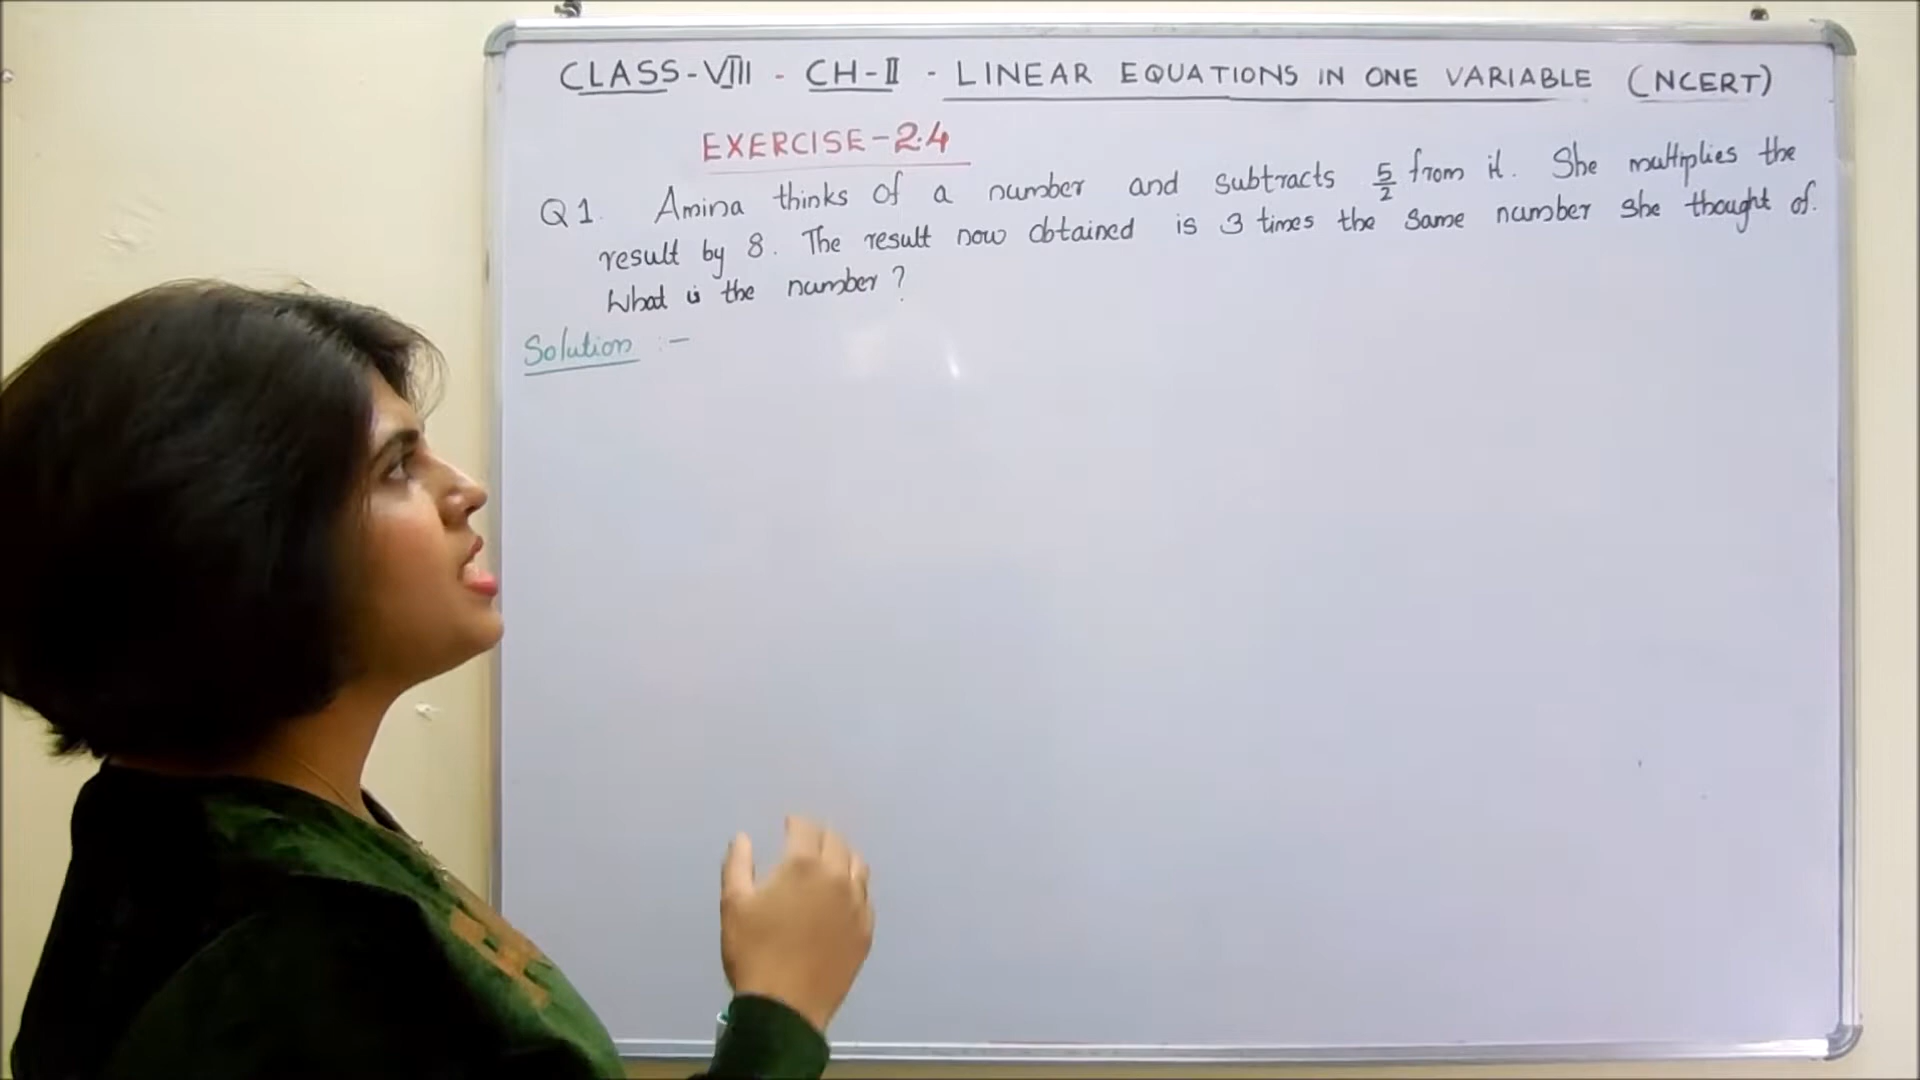 CLASS-VIII - CH-II - LINEAR EQUATIONS IN ONE VARIABLE (NCERT)
EXERCISE-2.4
Q1. Amina thinks of a number and subtracts 5/2 from it. She multiplies the
result by 8. The result now obtained is 3 times the same number she thought of.
What is the number?
Solution :-